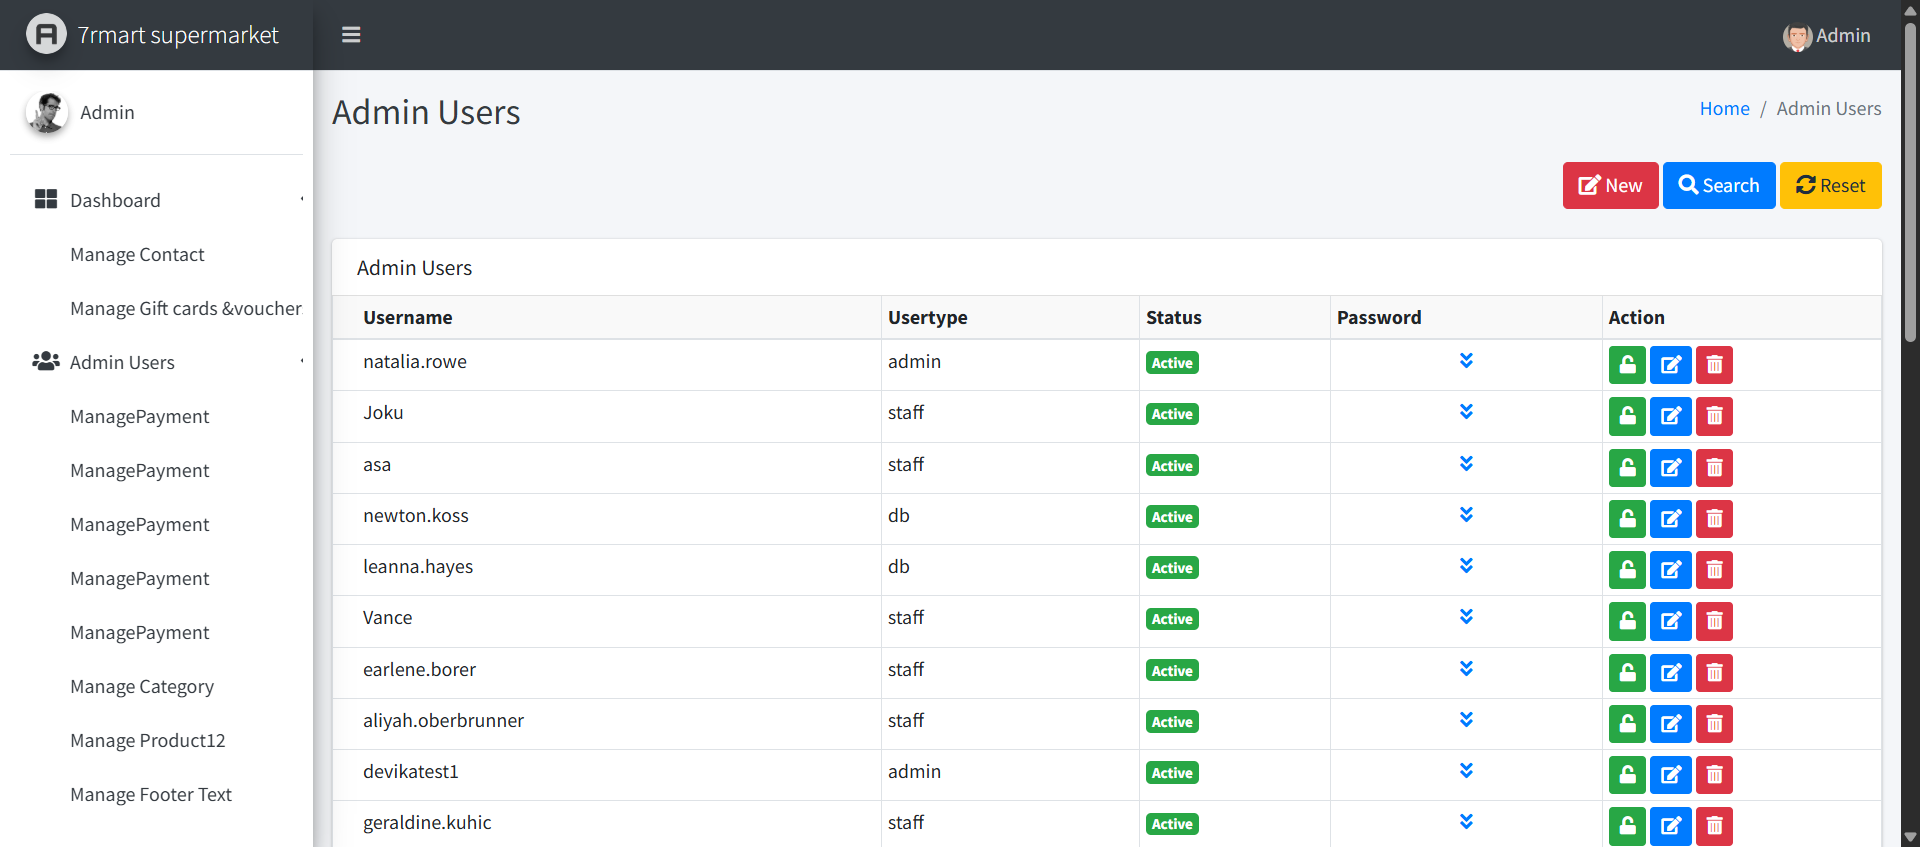 7rmart supermarket
Admin
Admin
Dashboard
Manage Contact
Manage Gift cards &voucher
Admin Users
ManagePayment
ManagePayment
ManagePayment
ManagePayment
ManagePayment
Manage Category
Manage Product12
Manage Footer Text
Admin Users
Home / Admin Users
New Search Reset
Admin Users
Username Usertype Status Password Action
natalia.rowe admin Active
Joku staff Active
asa staff Active
newton.koss db Active
leanna.hayes db Active
Vance staff Active
earlene.borer staff Active
aliyah.oberbrunner staff Active
devikatest1 admin Active
geraldine.kuhic staff Active